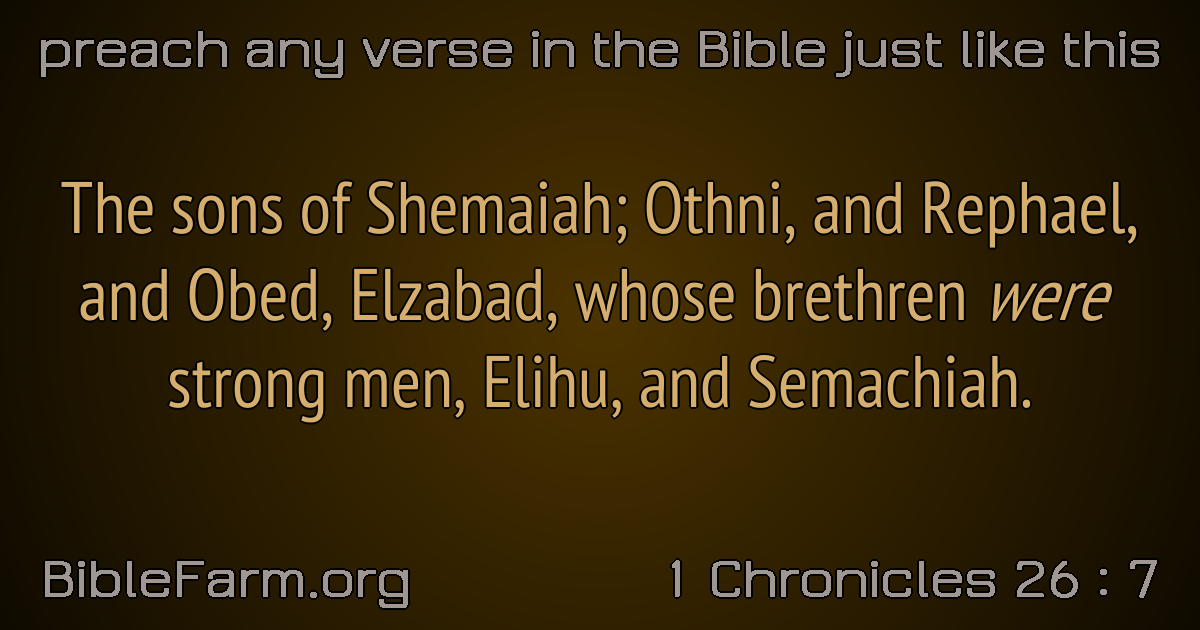 preach any verse in the Bible just like this
The sons of Shemaiah; Othni, and Rephael,
and Obed, Elzabad, whose brethren were
strong men, Elihu, and Semachiah.
BibleFarm.org
1 Chronicles 26 : 7